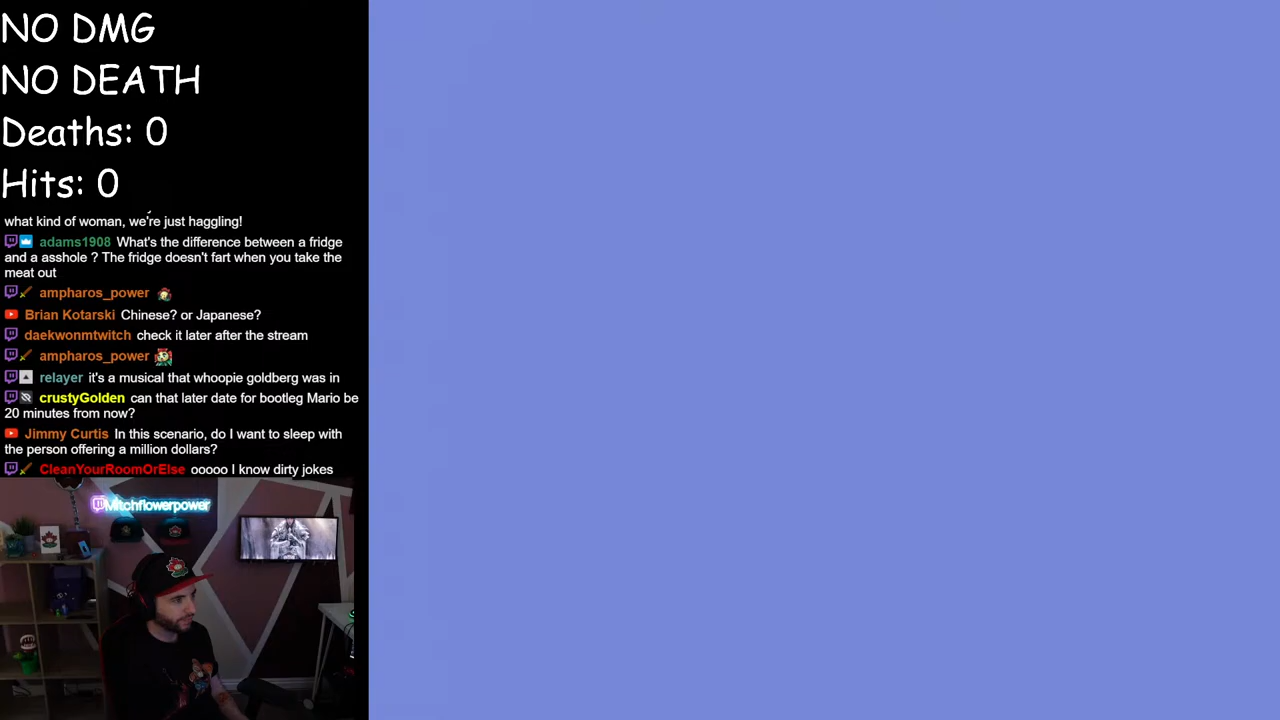 NO DMG
NO DEATH
Deaths: 0
Hits: 0
what kind of woman, we're just haggling!
adams1908 What's the difference between a fridge
and a asshole ? The fridge doesn't fart when you take the
meat out
ampharos_power
Brian Kotarski Chinese? or Japanese?
daekwonmtwitch check it later after the stream
ampharos_power
relayer it's a musical that whoopie goldberg was in
crustyGolden can that later date for bootleg Mario be
20 minutes from now?
Jimmy Curtis In this scenario, do I want to sleep with
the person offering a million dollars?
CleanYourRoomOrElse ooooo I know dirty jokes
Mitchflowerpower